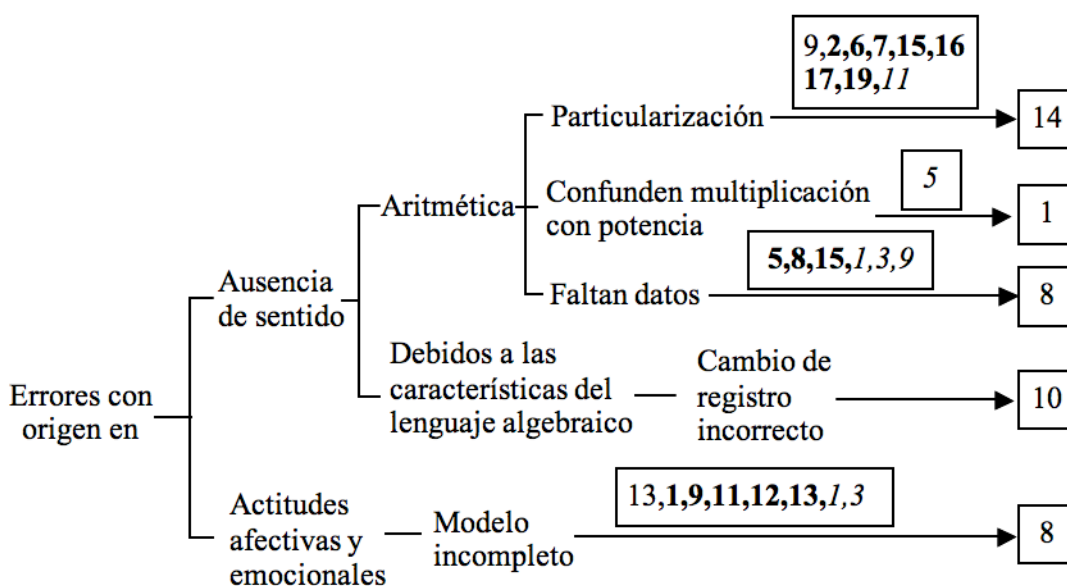 9,2,6,7,15,16
17,19,11
Particularización
14
Confunden multiplicación
con potencia
5
1
Aritmética
5,8,15,1,3,9
Faltan datos
8
Ausencia
de sentido
Debidos a las
características del
lenguaje algebraico
Cambio de
registro
incorrecto
10
Errores con
origen en
13,1,9,11,12,13,1,3
Actitudes
afectivas y
emocionales
Modelo
incompleto
8